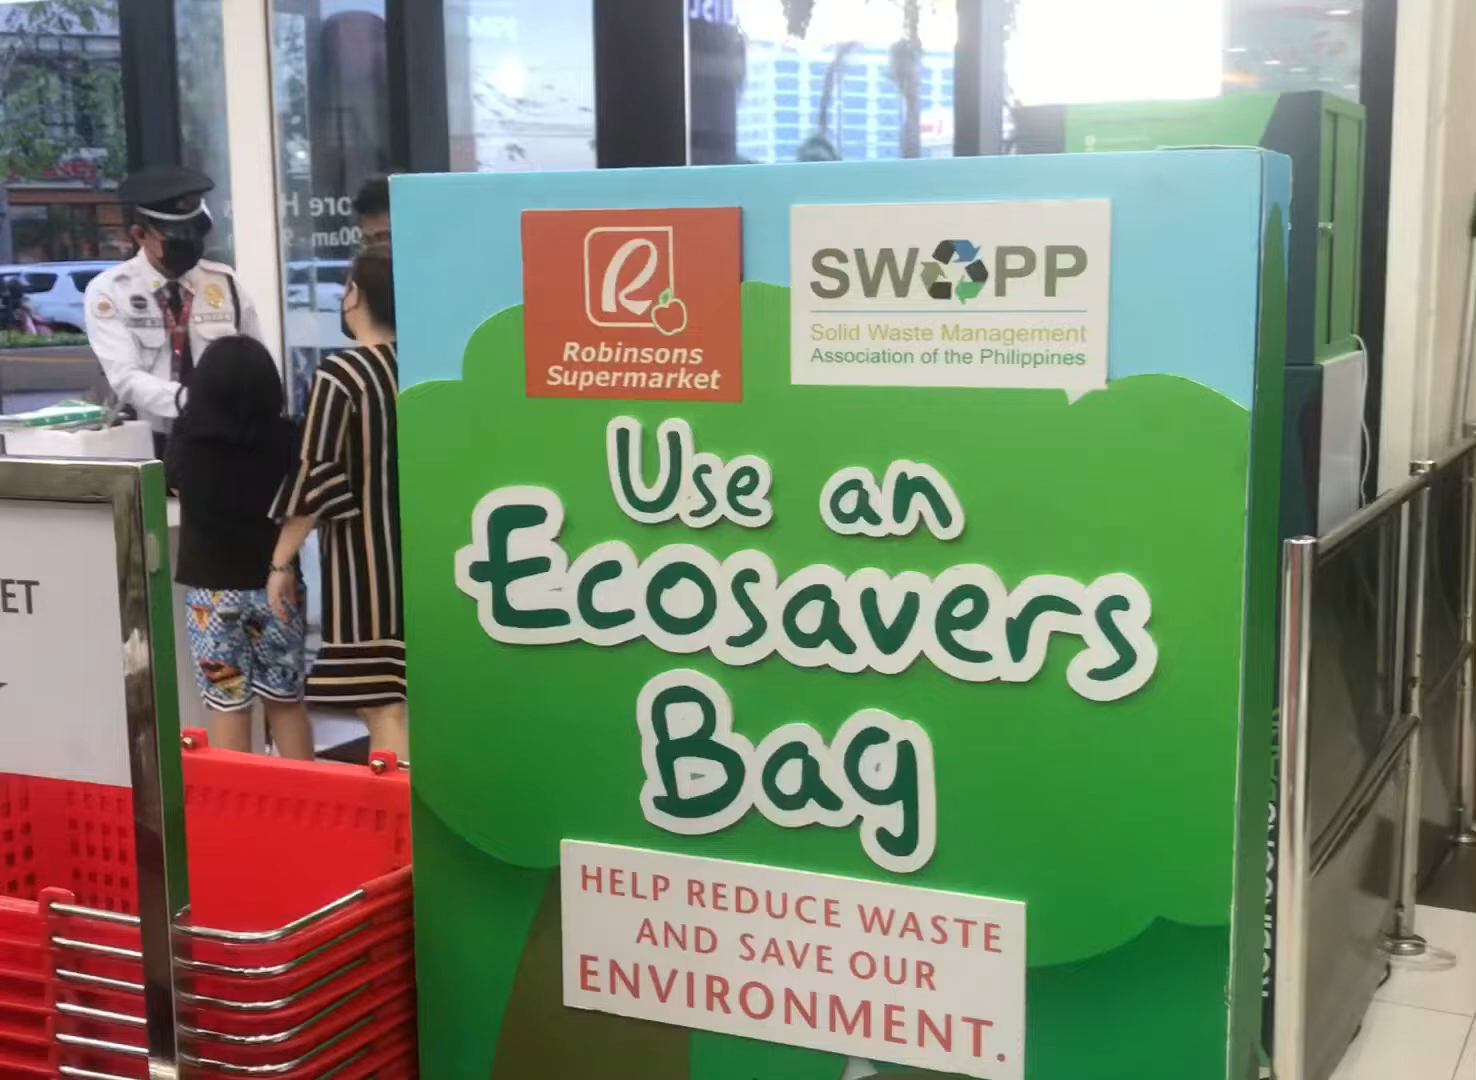 Robinsons
Supermarket
SWAPP
Solid Waste Management
Association of the Philippines
Use an
Ecosavers
Bag
HELP REDUCE WASTE
AND SAVE OUR
ENVIRONMENT.
ET